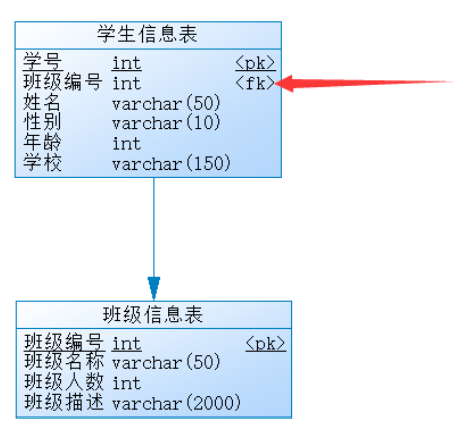 学生信息表
学号 int <pk>
班级编号 int <fk>
姓名 varchar(50)
性别 varchar(10)
年龄 int
学校 varchar(150)
班级信息表
班级编号 int <pk>
班级名称 varchar(50)
班级人数 int
班级描述 varchar(2000)